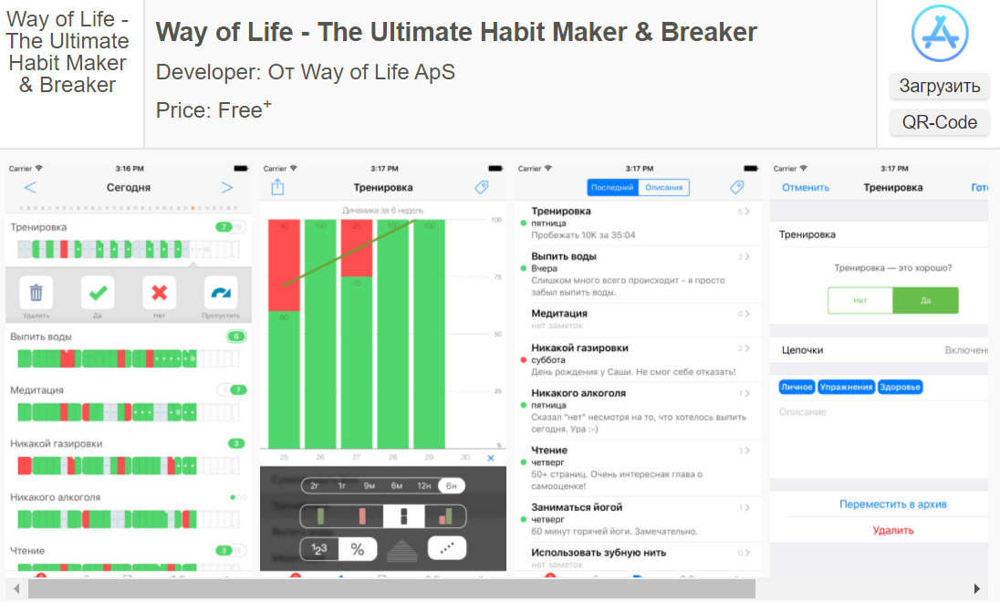 Way of Life -
The Ultimate
Habit Maker
& Breaker
Way of Life - The Ultimate Habit Maker & Breaker
Developer: От Way of Life ApS
Price: Free+
Загрузить
QR-Code
Carrier 3:16 PM
< Сегодня >
Тренировка 7
Удалить Да Нет Пропустить
Выпить воды 6
Медитация 7
Никакой газировки 3
Никакого алкоголя
Чтение 3
Carrier 3:17 PM
Тренировка
Динамика за 6 недель
40 100 25 100 100 100
75
60
75
50
25
%
25 26 27 28 29 30 ×
2г 1г 9м 6м 12н 6н
123 %
Carrier 3:17 PM
Последний Описания
Тренировка 6 >
пятница
Пробежать 10K за 35:04
Выпить воды 2 >
Вчера
Слишком много всего происходит - я просто
забыл выпить воды.
Медитация 0 >
нет заметок
Никакой газировки 2 >
суббота
День рождения у Саши. Не смог себе отказать!
Никакого алкоголя 1 >
пятница
Сказал "нет" несмотря на то, что хотелось выпить
сегодня. Ура :-)
Чтение 1 >
четверг
50+ страниц. Очень интересная глава о
самооценке!
Заниматься йогой 1 >
четверг
60 минут горячей йоги. Замечательно.
Использовать зубную нить 0 >
нет заметок
Carrier 3:17 PM
Отменить Тренировка Гот
Тренировка
Тренировка — это хорошо?
Нет Да
Цепочки Включен
Личное Упражнения Здоровье
Описание
Переместить в архив
Удалить